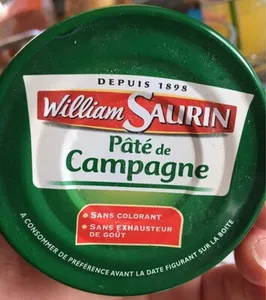 DEPUIS 1898
William SAURIN
Pâté de
Campagne
• SANS COLORANT
• SANS EXHAUSTEUR
DE GOÛT
A CONSOMMER DE PRÉFÉRENCE AVANT LA DATE FIGURANT SUR LA BOITE